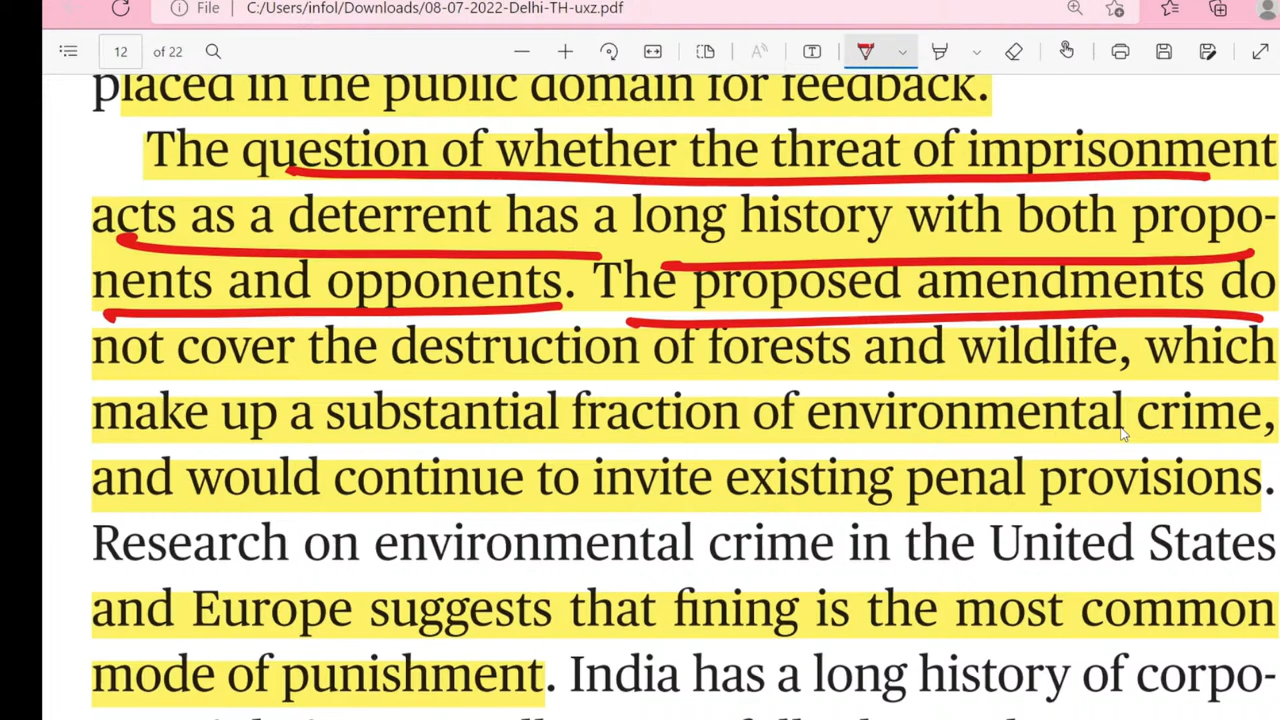 File C:/Users/infol/Downloads/08-07-2022-Delhi-TH-uxz.pdf
12 of 22
placed in the public domain for feedback.
The question of whether the threat of imprisonment
acts as a deterrent has a long history with both propo-
nents and opponents. The proposed amendments do
not cover the destruction of forests and wildlife, which
make up a substantial fraction of environmental crime,
and would continue to invite existing penal provisions.
Research on environmental crime in the United States
and Europe suggests that fining is the most common
mode of punishment. India has a long history of corpo-